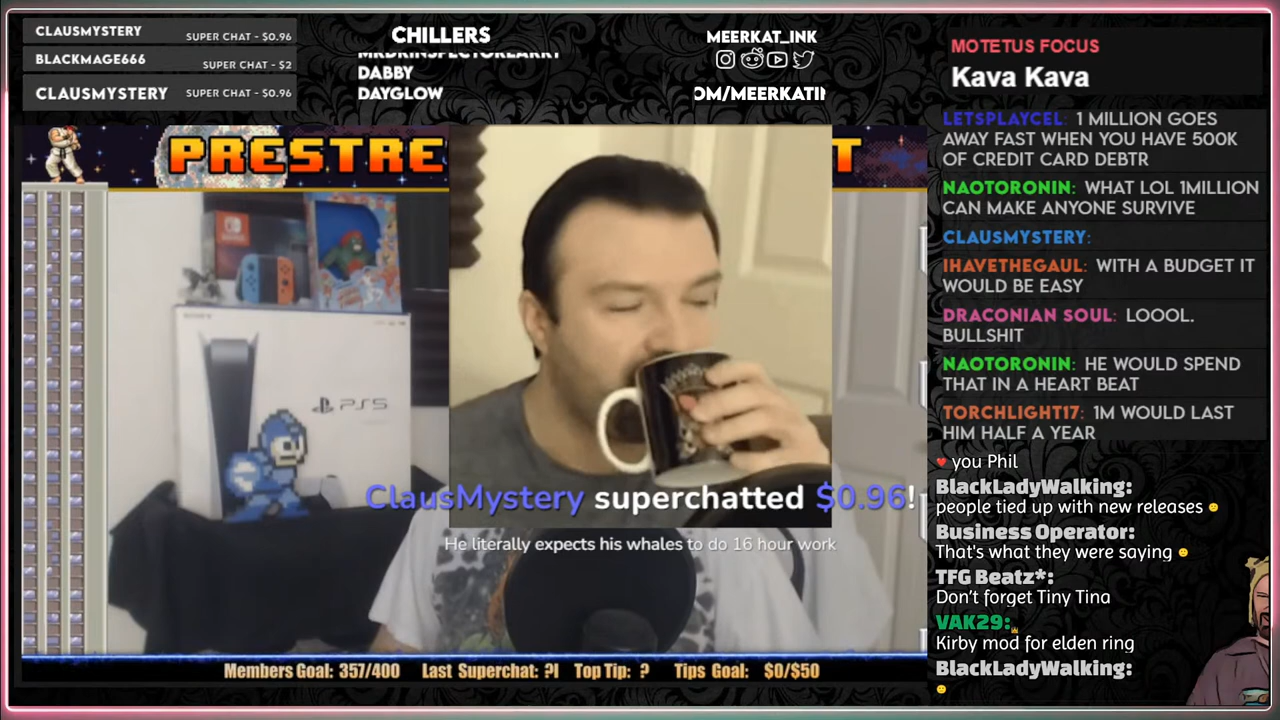 CLAUSMYSTERY SUPER CHAT - $0.96
BLACKMAGE666 SUPER CHAT - $2
CLAUSMYSTERY SUPER CHAT - $0.96
CHILLERS
MRDRINSPECTORLARRY
DABBY
DAYGLOW
MEERKAT_INK
OM/MEERKATIN
MOTETUS FOCUS
Kava Kava
PRESTRE
T
LETSPLAYCEL: 1 MILLION GOES
AWAY FAST WHEN YOU HAVE 500K
OF CREDIT CARD DEBTR
NAOTORONIN: WHAT LOL 1MILLION
CAN MAKE ANYONE SURVIVE
CLAUSMYSTERY:
IHAVETHEGAUL: WITH A BUDGET IT
WOULD BE EASY
DRACONIAN SOUL: LOOOL.
BULLSHIT
NAOTORONIN: HE WOULD SPEND
THAT IN A HEART BEAT
TORCHLIGHT17: 1M WOULD LAST
HIM HALF A YEAR
you Phil
BlackLadyWalking:
people tied up with new releases
Business Operator:
That's what they were saying
TFG Beatz*:
Don't forget Tiny Tina
VAK29:
Kirby mod for elden ring
BlackLadyWalking:
SONY
PS5
ClausMystery superchatted $0.96!
He literally expects his whales to do 16 hour work
Members Goal: 357/400 Last Superchat: ?! Top Tip: ? Tips Goal: $0/$50